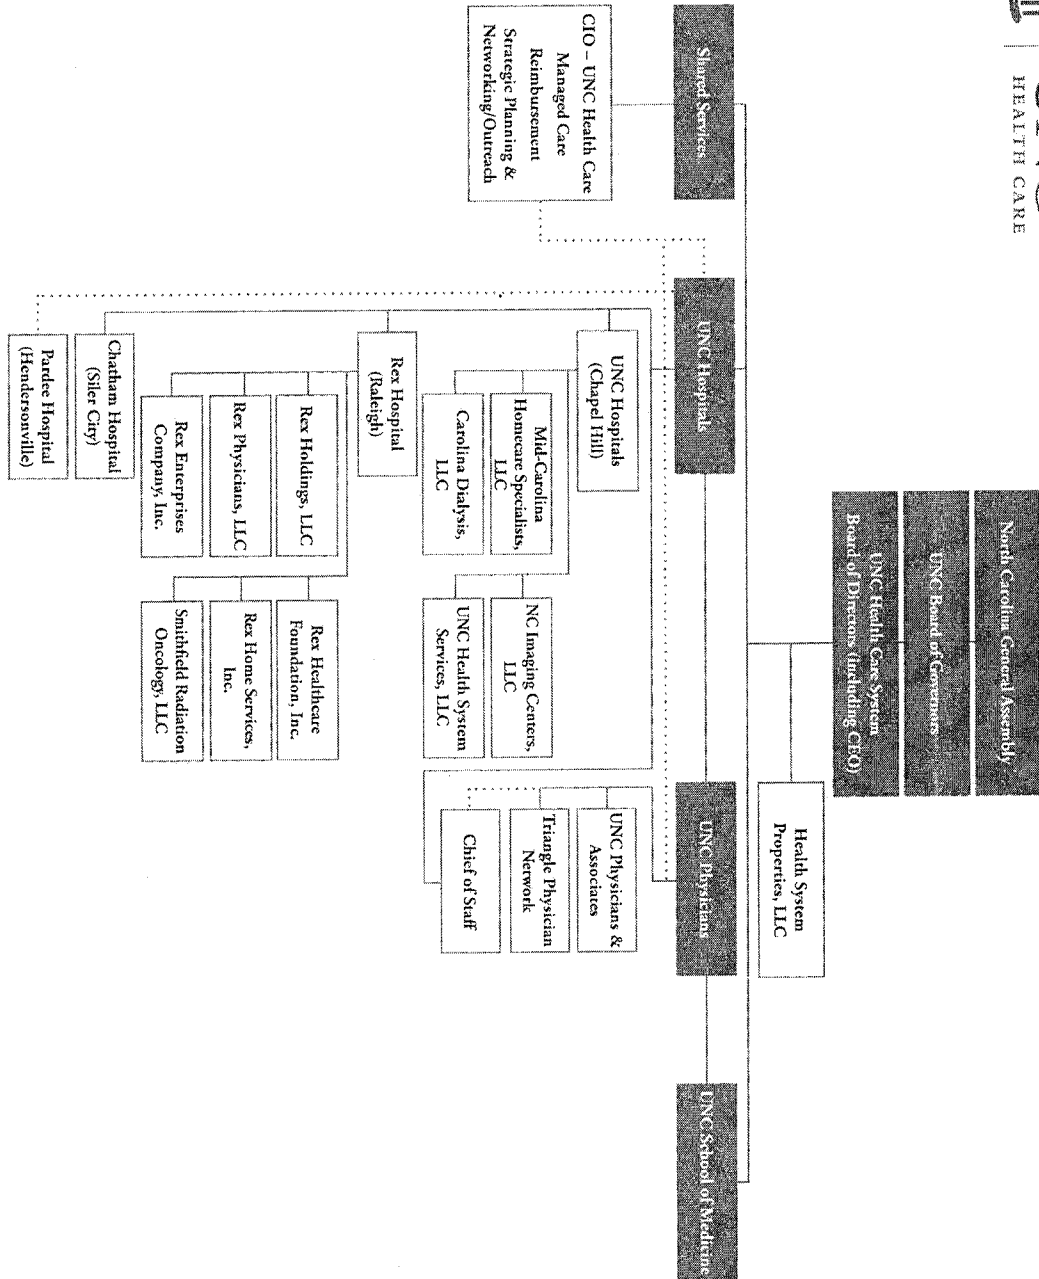 HEALTH CARE
North Carolina General Assembly
UNC Board of Governors
UNC Health Care System
Board of Directors (including CEO)
Health System
Properties, LLC
Shared Services
UNC Hospitals
UNC Physicians
UNC School of Medicine
CIO – UNC Health Care
Managed Care
Reimbursement
Strategic Planning &
Networking/Outreach
UNC Hospitals
(Chapel Hill)
Mid-Carolina
Homecare Specialists,
LLC
Carolina Dialysis,
LLC
NC Imaging Centers,
LLC
UNC Health System
Services, LLC
Rex Hospital
(Raleigh)
Rex Holdings, LLC
Rex Physicians, LLC
Rex Enterprises
Company, Inc.
Rex Healthcare
Foundation, Inc.
Rex Home Services,
Inc.
Smithfield Radiation
Oncology, LLC
Chatham Hospital
(Siler City)
Pardee Hospital
(Hendersonville)
UNC Physicians &
Associates
Triangle Physician
Network
Chief of Staff